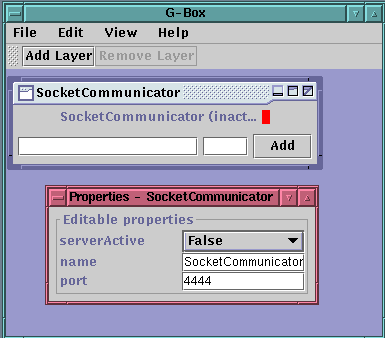 G-Box
File Edit View Help
Add Layer Remove Layer
SocketCommunicator
SocketCommunicator (inact...
Add
Properties - SocketCommunicator
Editable properties
serverActive False
name SocketCommunicator
port 4444